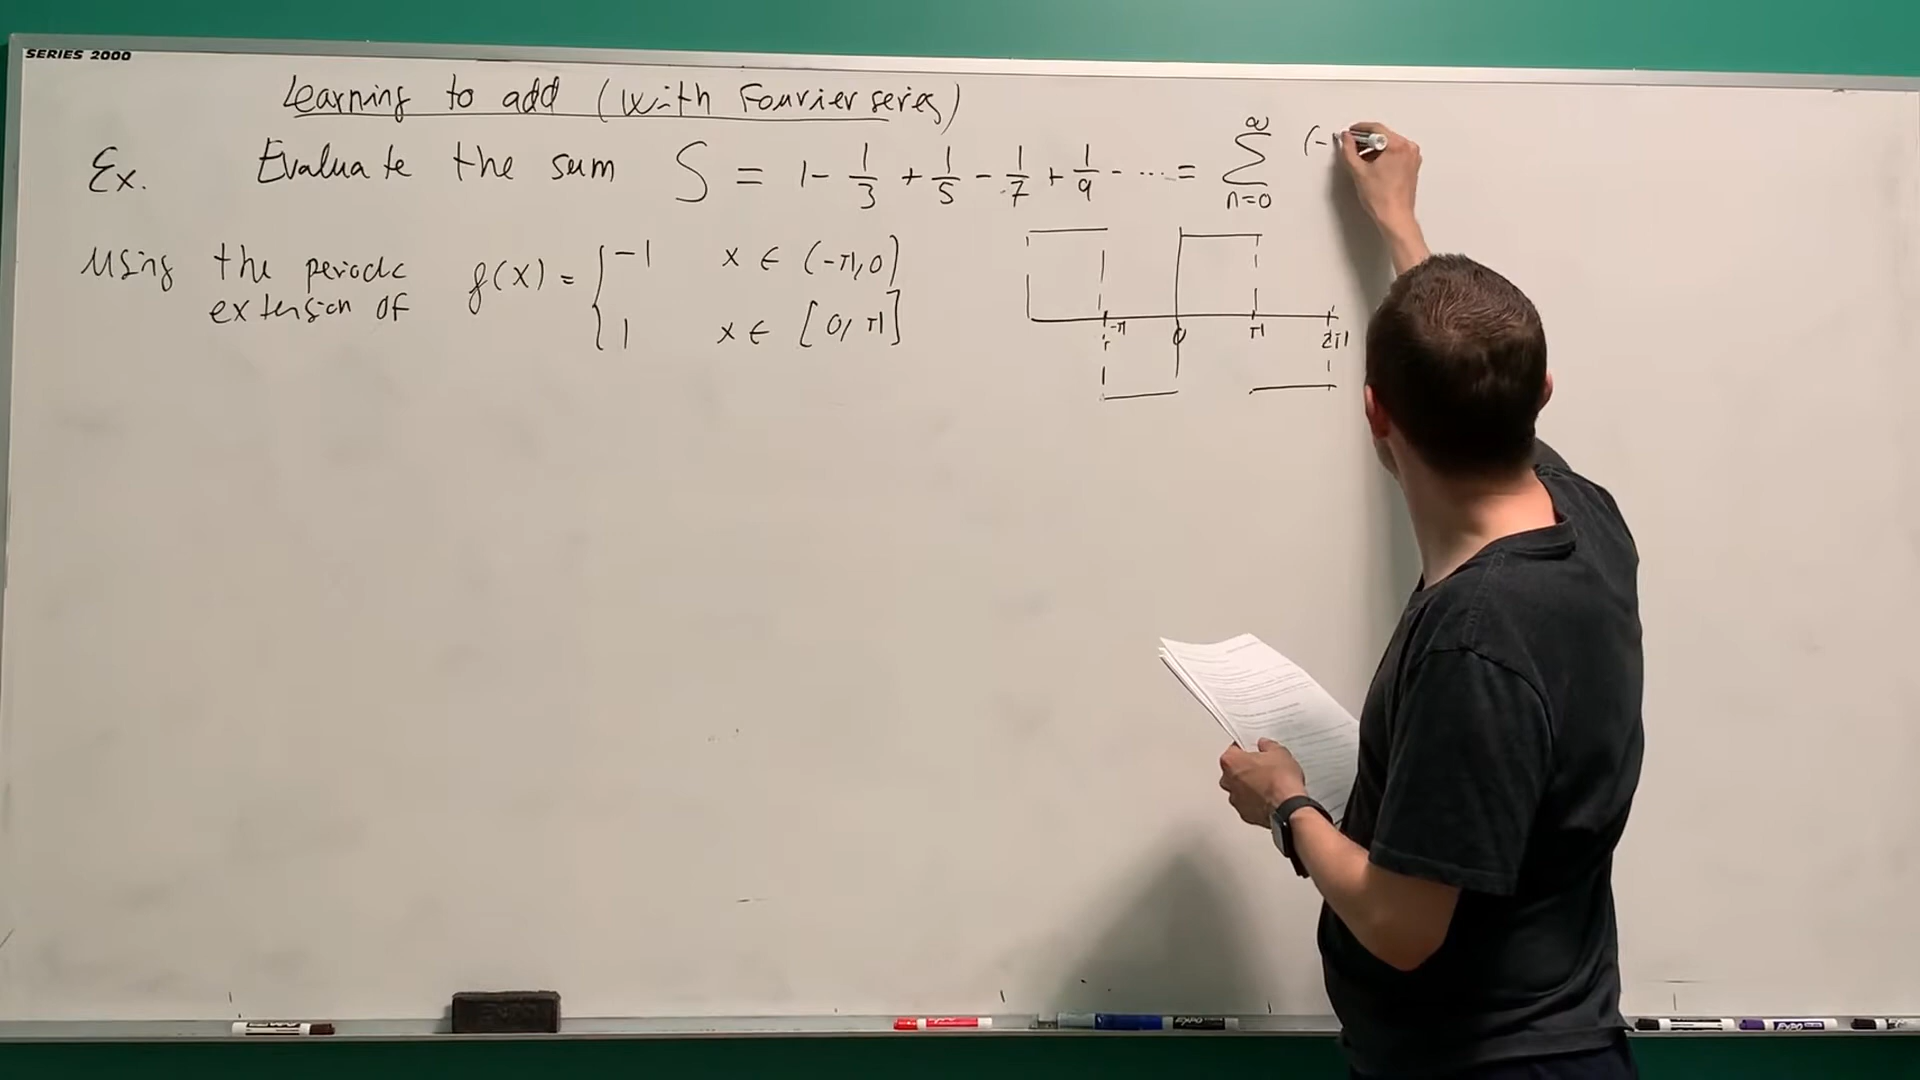 SERIES 2000
Learning to add (with Fourier series)
Ex. Evaluate the sum S = 1 - 1/3 + 1/5 - 1/7 + 1/9 - ... = ∞ Σ n=0 (-
Using the periodic extension of f(x) = { -1 x ∈ (-π, 0)
1 x ∈ [0, π]
-π 0 π 2π
EXPO